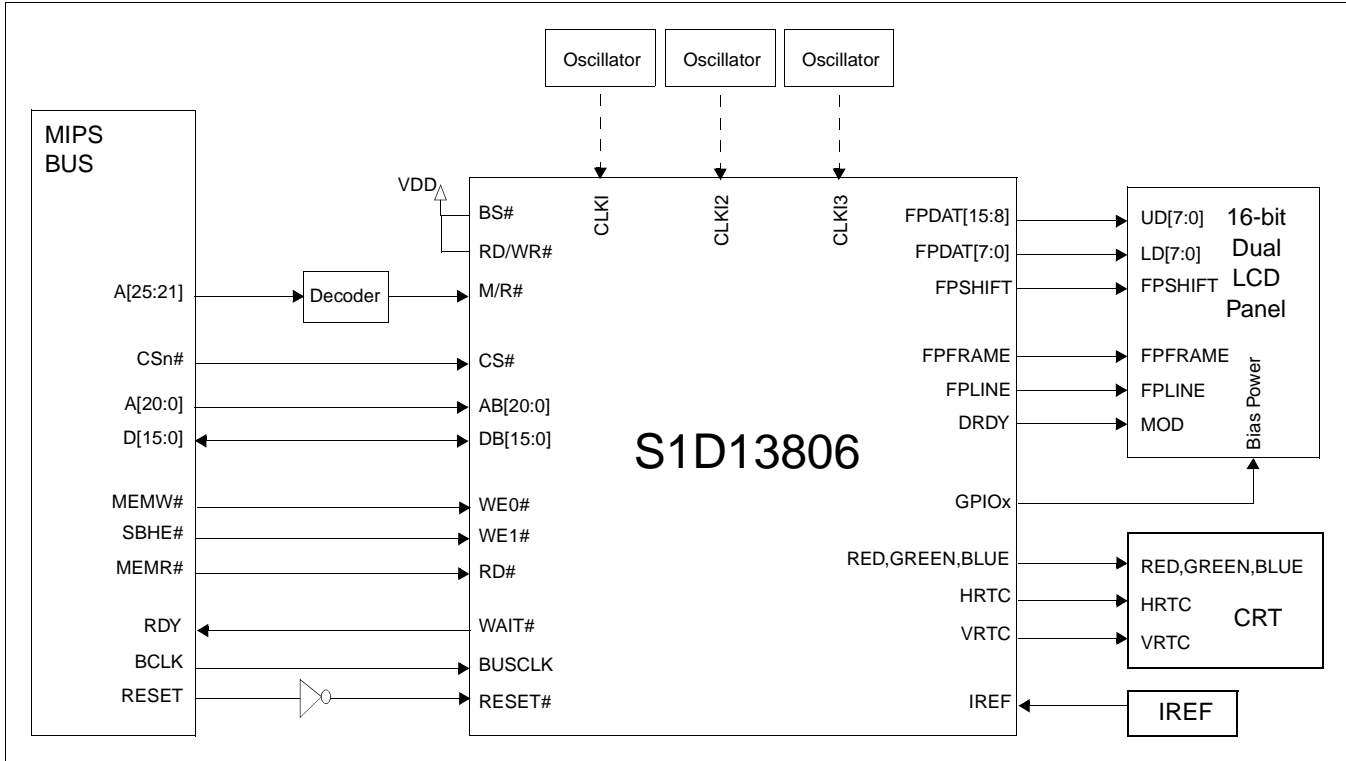 Oscillator
Oscillator
Oscillator
MIPS
BUS
A[25:21]
CSn#
A[20:0]
D[15:0]
MEMW#
SBHE#
MEMR#
RDY
BCLK
RESET
VDD
Decoder
CLKI
CLKI2
CLKI3
BS#
RD/WR#
M/R#
CS#
AB[20:0]
DB[15:0]
WE0#
WE1#
RD#
WAIT#
BUSCLK
RESET#
S1D13806
FPDAT[15:8]
FPDAT[7:0]
FPSHIFT
FPFRAME
FPLINE
DRDY
GPIOx
RED,GREEN,BLUE
HRTC
VRTC
IREF
UD[7:0]
LD[7:0]
FPSHIFT
FPFRAME
FPLINE
MOD
16-bit
Dual
LCD
Panel
Bias Power
RED,GREEN,BLUE
HRTC
VRTC
CRT
IREF